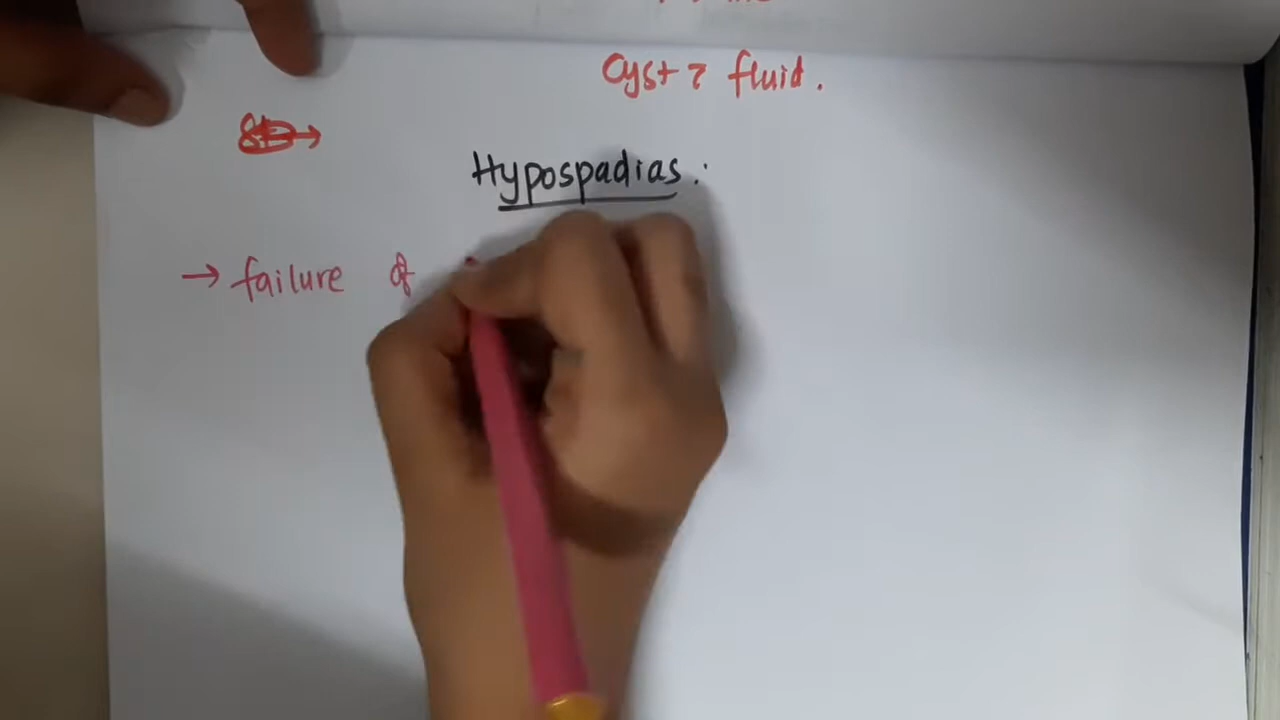 Cyst ? fluid.
Hypospadias :
→ failure of